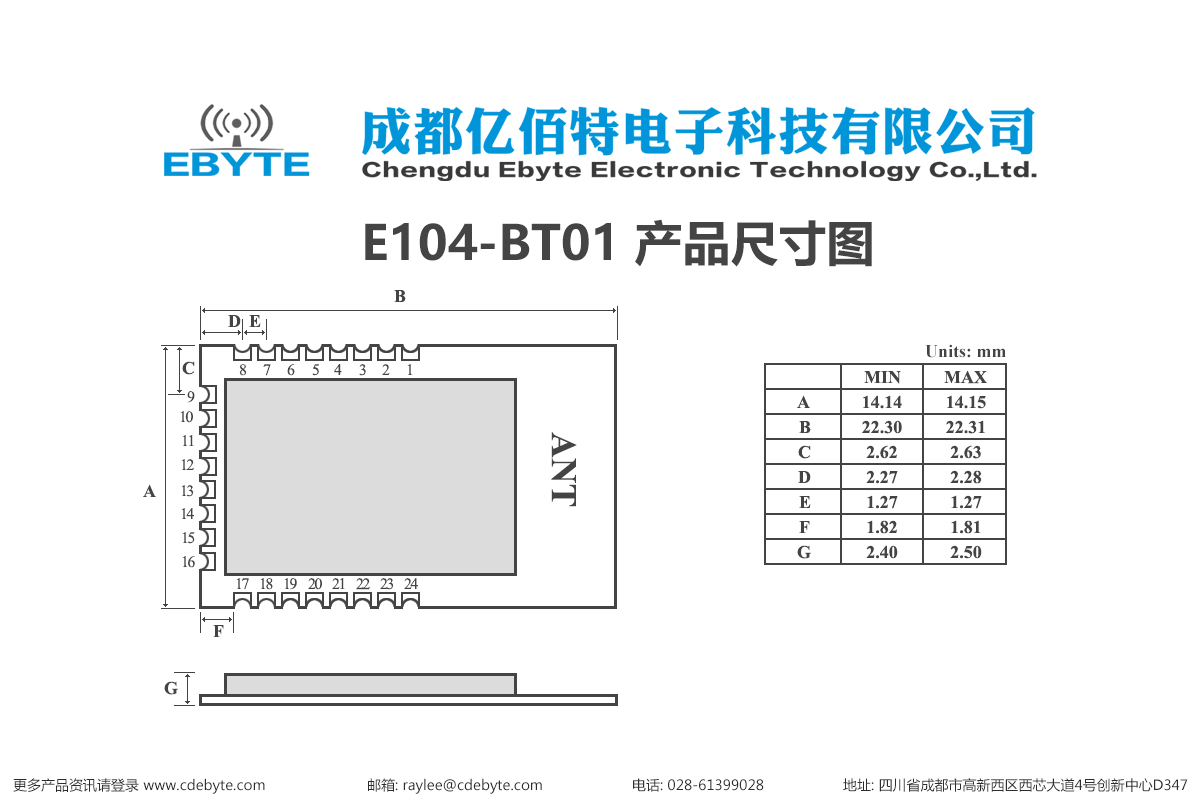 EBYTE
成都亿佰特电子科技有限公司
Chengdu Ebyte Electronic Technology Co.,Ltd.
E104-BT01 产品尺寸图
B
D E
C
8 7 6 5 4 3 2 1
9
10
11
12
13
14
15
16
A
ANT
17 18 19 20 21 22 23 24
F
G
Units: mm
MIN MAX
A 14.14 14.15
B 22.30 22.31
C 2.62 2.63
D 2.27 2.28
E 1.27 1.27
F 1.82 1.81
G 2.40 2.50
更多产品资讯请登录 www.cdebyte.com 邮箱: raylee@cdebyte.com 电话: 028-61399028 地址: 四川省成都市高新西区西芯大道4号创新中心D347